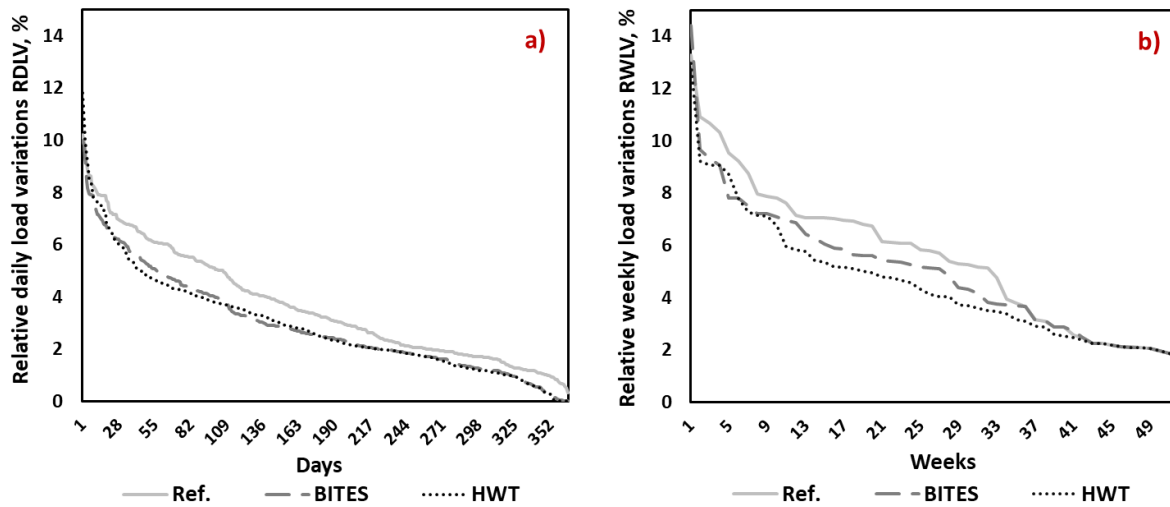 a)
Relative daily load variations RDLV, %
14
12
10
8
6
4
2
0
1 28 55 82 109 136 163 190 217 244 271 298 325 352
Days
Ref. BITES HWT
b)
Relative weekly load variations RWLV, %
14
12
10
8
6
4
2
0
1 5 9 13 17 21 25 29 33 37 41 45 49
Weeks
Ref. BITES HWT